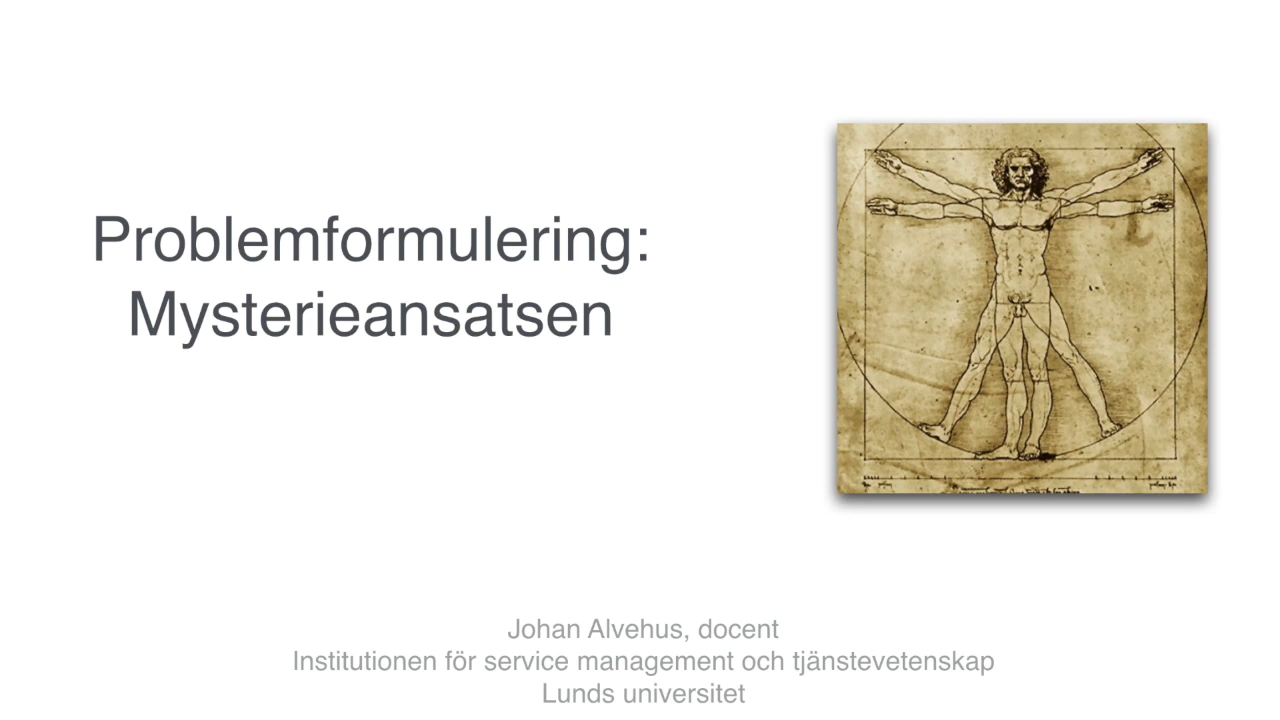 Problemformulering:
Mysterieansatsen
Johan Alvehus, docent
Institutionen för service management och tjänstevetenskap
Lunds universitet